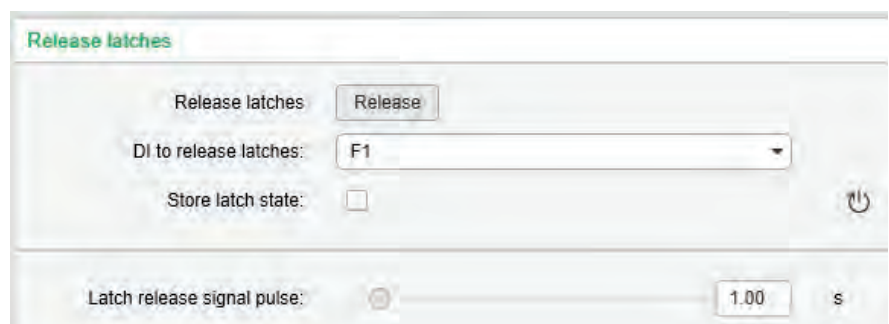 Release latches
Release latches Release
DI to release latches: F1
Store latch state:
Latch release signal pulse: 1.00 s